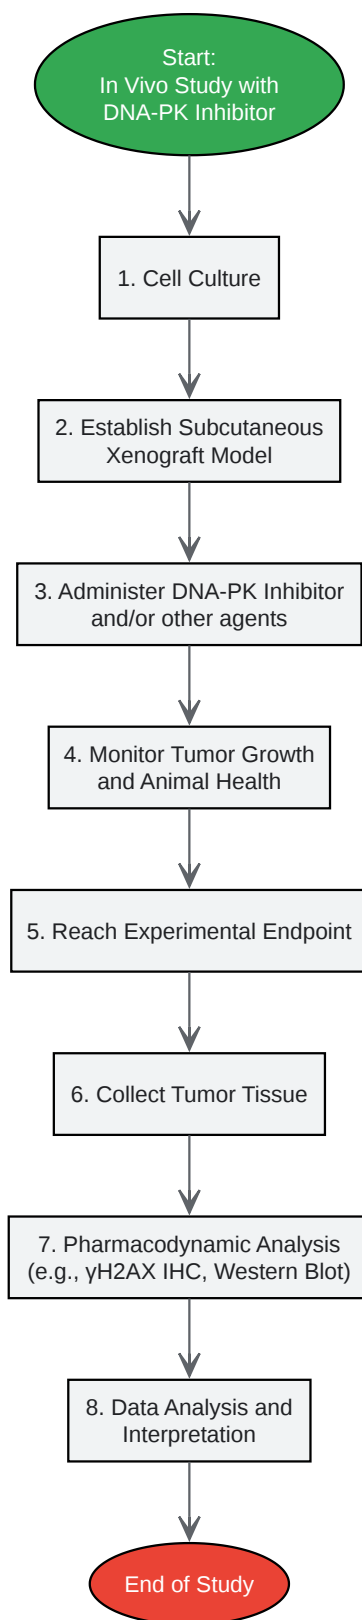 Start:
In Vivo Study with
DNA-PK Inhibitor
1. Cell Culture
2. Establish Subcutaneous
Xenograft Model
3. Administer DNA-PK Inhibitor
and/or other agents
4. Monitor Tumor Growth
and Animal Health
5. Reach Experimental Endpoint
6. Collect Tumor Tissue
7. Pharmacodynamic Analysis
(e.g., γH2AX IHC, Western Blot)
8. Data Analysis and
Interpretation
End of Study